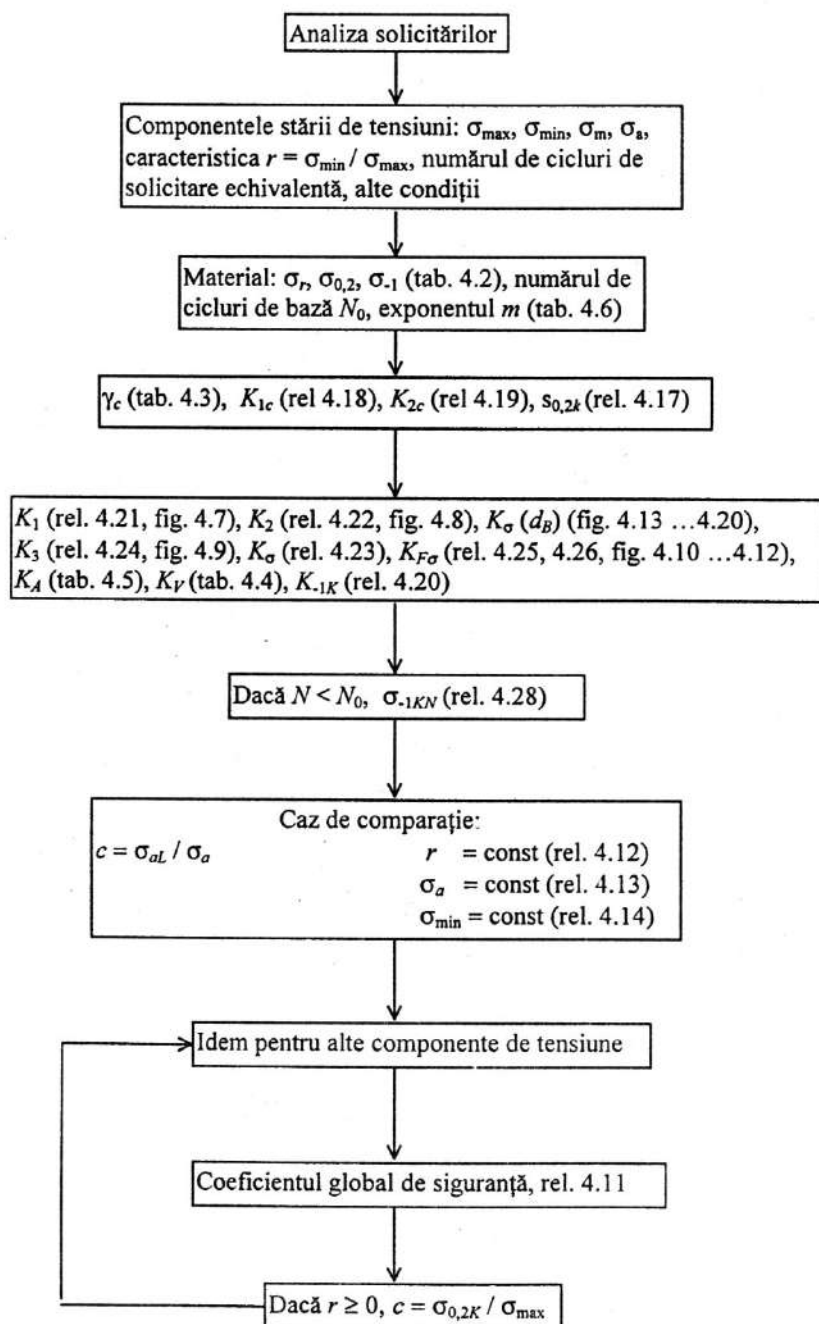 Analiza solicitărilor
Componentele stării de tensiuni: σmax, σmin, σm, σa,
caracteristica r = σmin / σmax, numărul de cicluri de
solicitare echivalentă, alte condiții
Material: σr, σ0,2, σ-1 (tab. 4.2), numărul de
cicluri de bază N0, exponentul m (tab. 4.6)
γc (tab. 4.3), K1c (rel 4.18), K2c (rel 4.19), s0,2k (rel. 4.17)
K1 (rel. 4.21, fig. 4.7), K2 (rel. 4.22, fig. 4.8), Kσ (dB) (fig. 4.13 ...4.20),
K3 (rel. 4.24, fig. 4.9), Kσ (rel. 4.23), KFσ (rel. 4.25, 4.26, fig. 4.10 ...4.12),
KA (tab. 4.5), KV (tab. 4.4), K-1K (rel. 4.20)
Dacă N < N0, σ-1KN (rel. 4.28)
Caz de comparație:
c = σaL / σa r = const (rel. 4.12)
σa = const (rel. 4.13)
σmin = const (rel. 4.14)
Idem pentru alte componente de tensiune
Coeficientul global de siguranță, rel. 4.11
Dacă r ≥ 0, c = σ0,2K / σmax